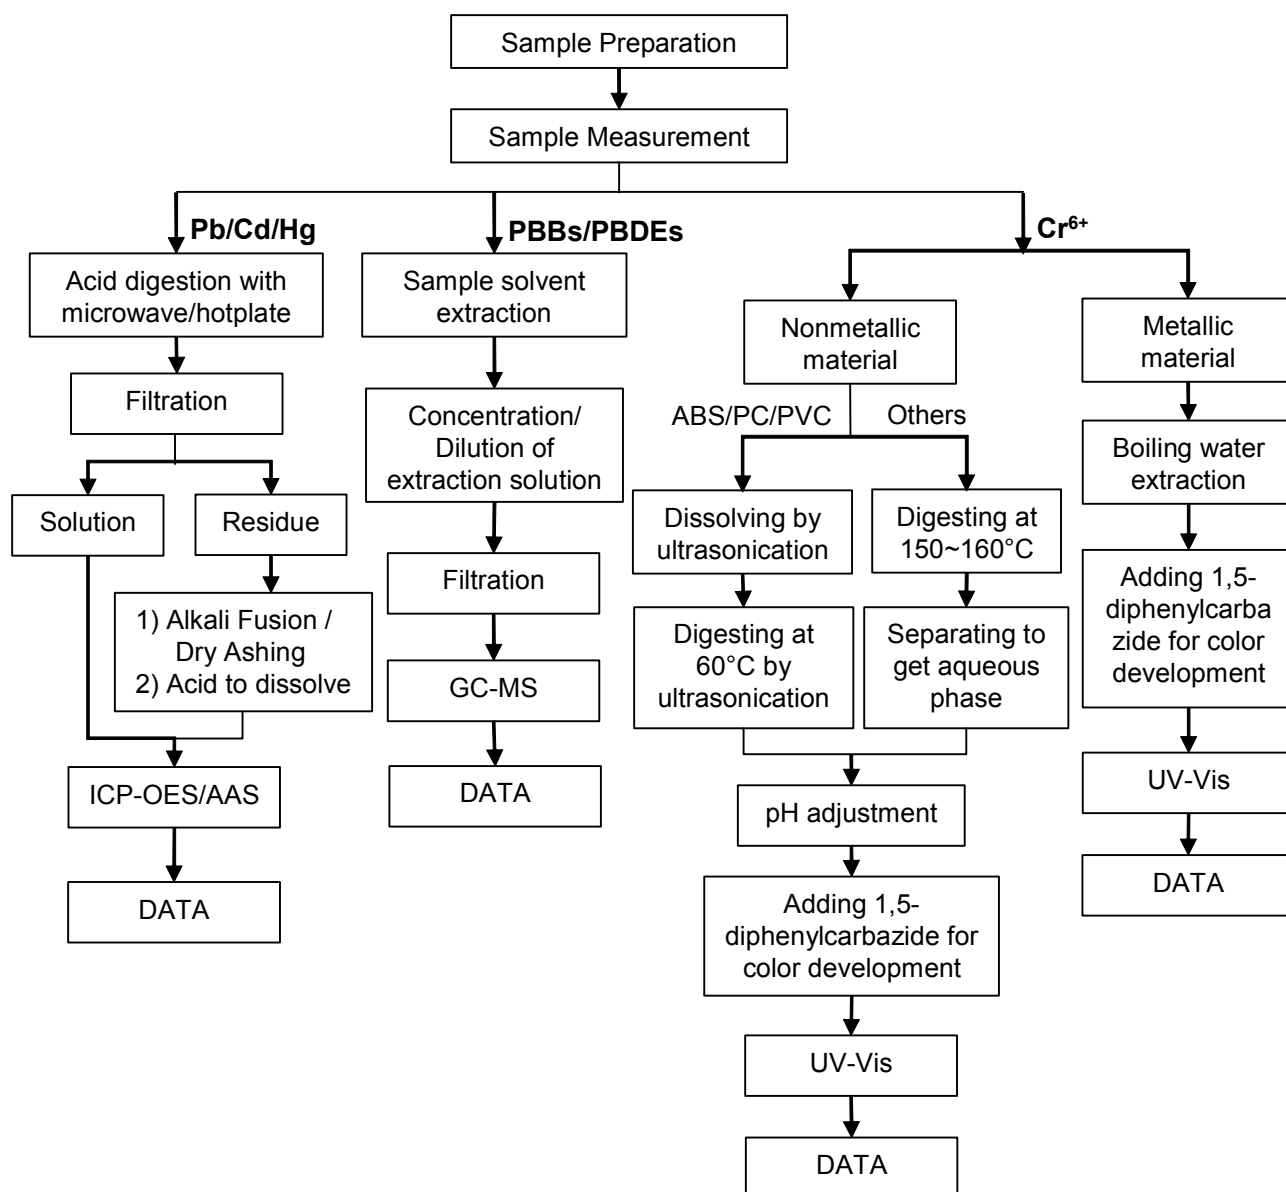 Sample Preparation
Sample Measurement
Pb/Cd/Hg
Acid digestion with
microwave/hotplate
Filtration
Solution
Residue
1) Alkali Fusion /
Dry Ashing
2) Acid to dissolve
ICP-OES/AAS
DATA
PBBs/PBDEs
Sample solvent
extraction
Concentration/
Dilution of
extraction solution
Filtration
GC-MS
DATA
Cr⁶⁺
Nonmetallic
material
ABS/PC/PVC
Others
Dissolving by
ultrasonication
Digesting at
60°C by
ultrasonication
Digesting at
150~160°C
Separating to
get aqueous
phase
pH adjustment
Adding 1,5-
diphenylcarbazide for
color development
UV-Vis
DATA
Metallic
material
Boiling water
extraction
Adding 1,5-
diphenylcarba
zide for color
development
UV-Vis
DATA